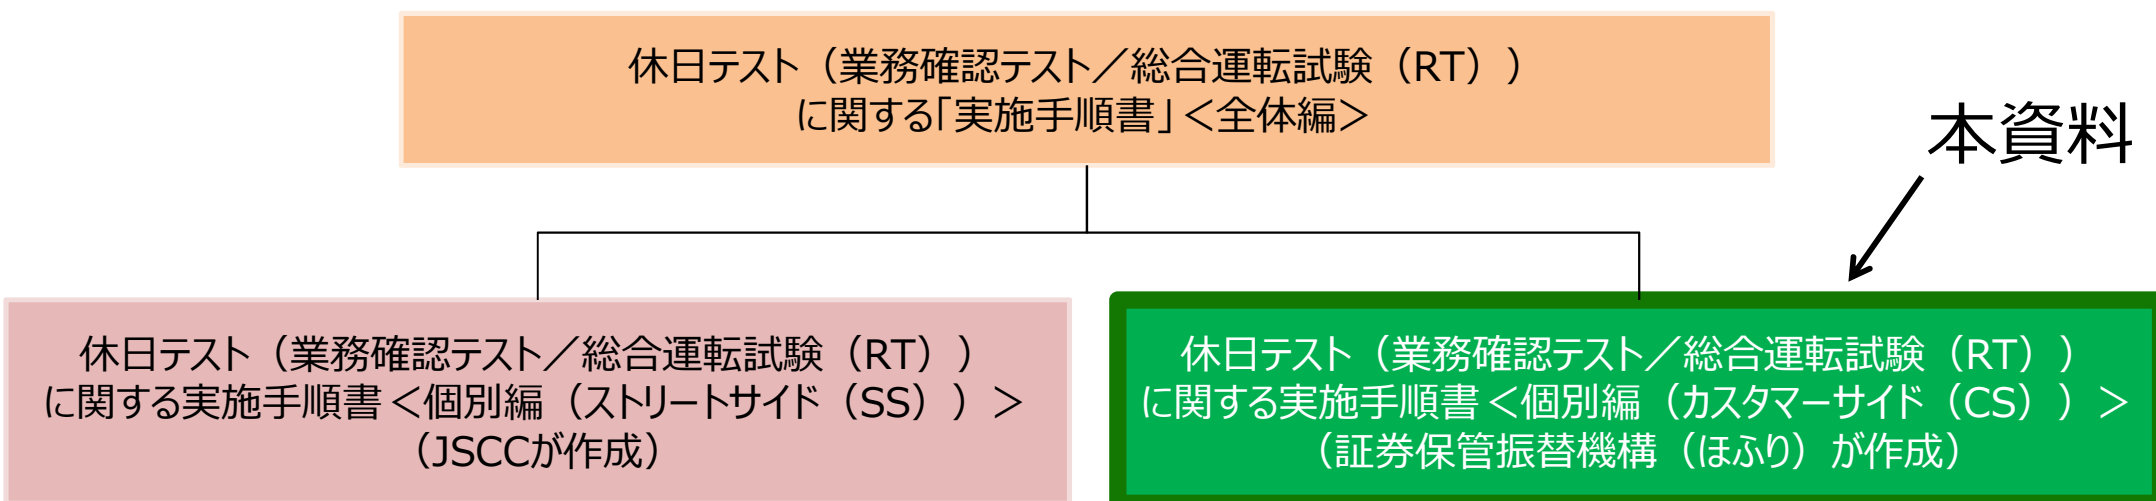 休日テスト（業務確認テスト／総合運転試験（RT））
に関する「実施手順書」＜全体編＞
本資料
休日テスト（業務確認テスト／総合運転試験（RT））
に関する実施手順書＜個別編（ストリートサイド（SS））＞
（JSCCが作成）
休日テスト（業務確認テスト／総合運転試験（RT））
に関する実施手順書＜個別編（カスタマーサイド（CS））＞
（証券保管振替機構（ほふり）が作成）